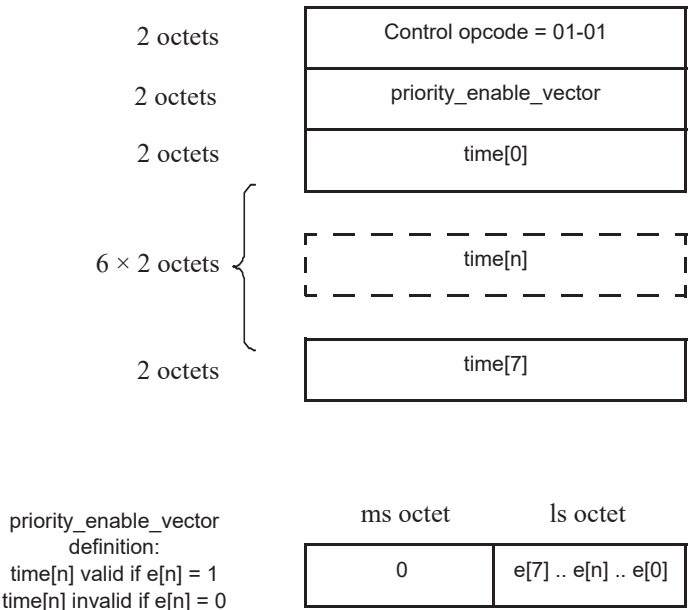 2 octets Control opcode = 01-01
2 octets priority_enable_vector
2 octets time[0]
6 × 2 octets time[n]
2 octets time[7]
ms octet ls octet
priority_enable_vector
definition:
time[n] valid if e[n] = 1
time[n] invalid if e[n] = 0
0 e[7] .. e[n] .. e[0]